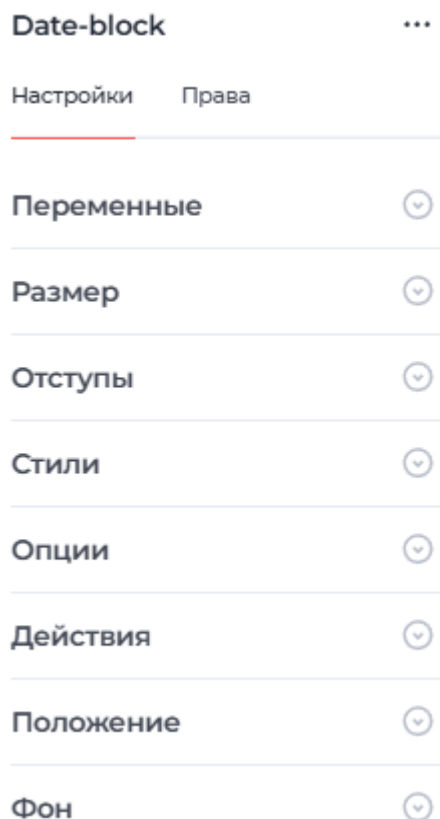 Date-block
Настройки Права
Переменные
Размер
Отступы
Стили
Опции
Действия
Положение
Фон